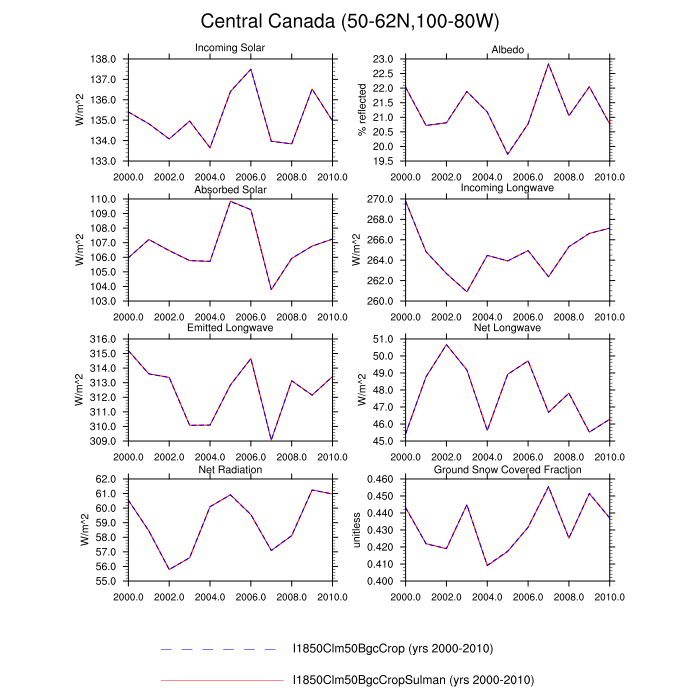 Central Canada (50-62N,100-80W)
Incoming Solar
W/m^2
138.0
137.0
136.0
135.0
134.0
133.0
2000.0 2002.0 2004.0 2006.0 2008.0 2010.0
Albedo
% reflected
23.0
22.5
22.0
21.5
21.0
20.5
20.0
19.5
2000.0 2002.0 2004.0 2006.0 2008.0 2010.0
Absorbed Solar
W/m^2
110.0
109.0
108.0
107.0
106.0
105.0
104.0
103.0
2000.0 2002.0 2004.0 2006.0 2008.0 2010.0
Incoming Longwave
W/m^2
270.0
268.0
266.0
264.0
262.0
260.0
2000.0 2002.0 2004.0 2006.0 2008.0 2010.0
Emitted Longwave
W/m^2
316.0
315.0
314.0
313.0
312.0
311.0
310.0
309.0
2000.0 2002.0 2004.0 2006.0 2008.0 2010.0
Net Longwave
W/m^2
51.0
50.0
49.0
48.0
47.0
46.0
45.0
2000.0 2002.0 2004.0 2006.0 2008.0 2010.0
Net Radiation
W/m^2
62.0
61.0
60.0
59.0
58.0
57.0
56.0
55.0
2000.0 2002.0 2004.0 2006.0 2008.0 2010.0
Ground Snow Covered Fraction
unitless
0.460
0.450
0.440
0.430
0.420
0.410
0.400
2000.0 2002.0 2004.0 2006.0 2008.0 2010.0
I1850Clm50BgcCrop (yrs 2000-2010)
I1850Clm50BgcCropSulman (yrs 2000-2010)